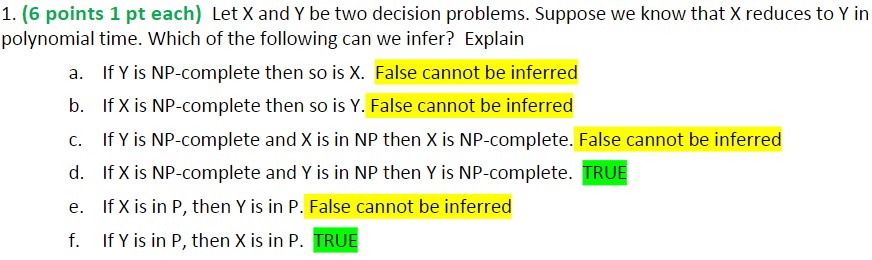 1. (6 points 1 pt each) Let X and Y be two decision problems. Suppose we know that X reduces to Y in
polynomial time. Which of the following can we infer? Explain
a. If Y is NP-complete then so is X. False cannot be inferred
b. If X is NP-complete then so is Y. False cannot be inferred
c. If Y is NP-complete and X is in NP then X is NP-complete. False cannot be inferred
d. If X is NP-complete and Y is in NP then Y is NP-complete. TRUE
e. If X is in P, then Y is in P. False cannot be inferred
f. If Y is in P, then X is in P. TRUE